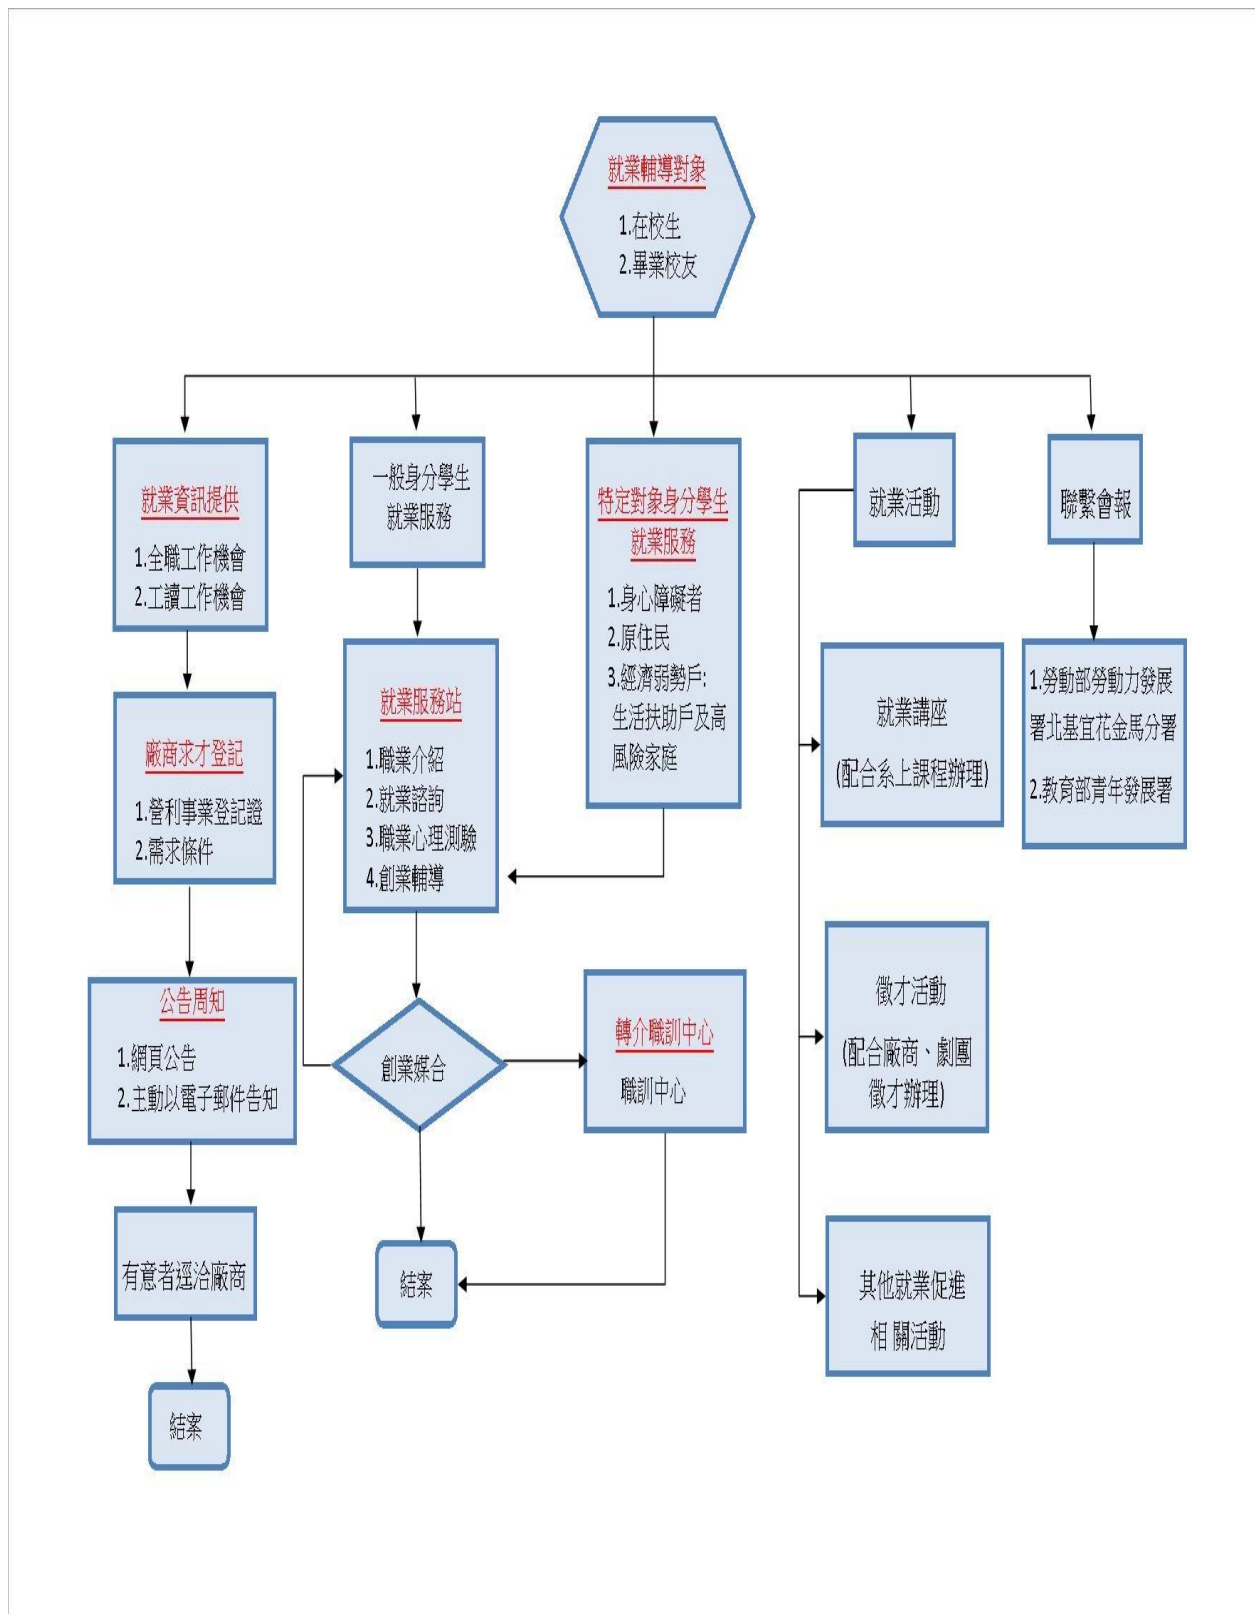 就業輔導對象
1.在校生
2.畢業校友
就業資訊提供
1.全職工作機會
2.工讀工作機會
廠商求才登記
1.營利事業登記證
2.需求條件
公告周知
1.網頁公告
2.主動以電子郵件告知
有意者逕洽廠商
結案
一般身分學生
就業服務
就業服務站
1.職業介紹
2.就業諮詢
3.職業心理測驗
4.創業輔導
創業媒合
結案
特定對象身分學生
就業服務
1.身心障礙者
2.原住民
3.經濟弱勢戶:
生活扶助戶及高
風險家庭
轉介職訓中心
職訓中心
就業活動
就業講座
(配合系上課程辦理)
徵才活動
(配合廠商、劇團
徵才辦理)
其他就業促進
相 關活動
聯繫會報
1.勞動部勞動力發展
署北基宜花金馬分署
2.教育部青年發展署